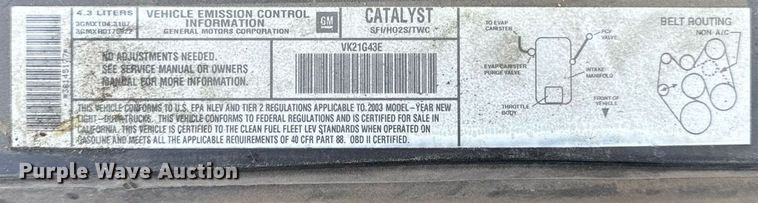 4.3 LITERS
VEHICLE EMISSION CONTROL
INFORMATION
GENERAL MOTORS CORPORATION
GM
CATALYST
SFI/HO2S/TWC
VK21G43E
NO ADJUSTMENTS NEEDED.
SEE SERVICE MANUAL OR OWNERS
MANUAL FOR MORE INFORMATION.
THIS VEHICLE CONFORMS TO U.S. EPA NLEV AND TIER 2 REGULATIONS APPLICABLE TO 2003 MODEL-YEAR NEW
LIGHT-DUTY TRUCKS. THIS VEHICLE CONFORMS TO FEDERAL REGULATIONS AND IS CERTIFIED FOR SALE IN
CALIFORNIA. THIS VEHICLE IS CERTIFIED TO THE CLEAN FUEL FLEET LEV STANDARDS WHEN OPERATED ON
GASOLINE AND MEETS ALL THE APPLICABLE REQUIREMENTS OF 40 CFR PART 88. OBD II CERTIFIED.
TO EVAP
CANISTER
PCV
VALVE
EVAP CANISTER
PURGE VALVE
INTAKE
MANIFOLD
THROTTLE
BODY
FRONT OF
VEHICLE
BELT ROUTING
NON-A/C
Purple Wave Auction